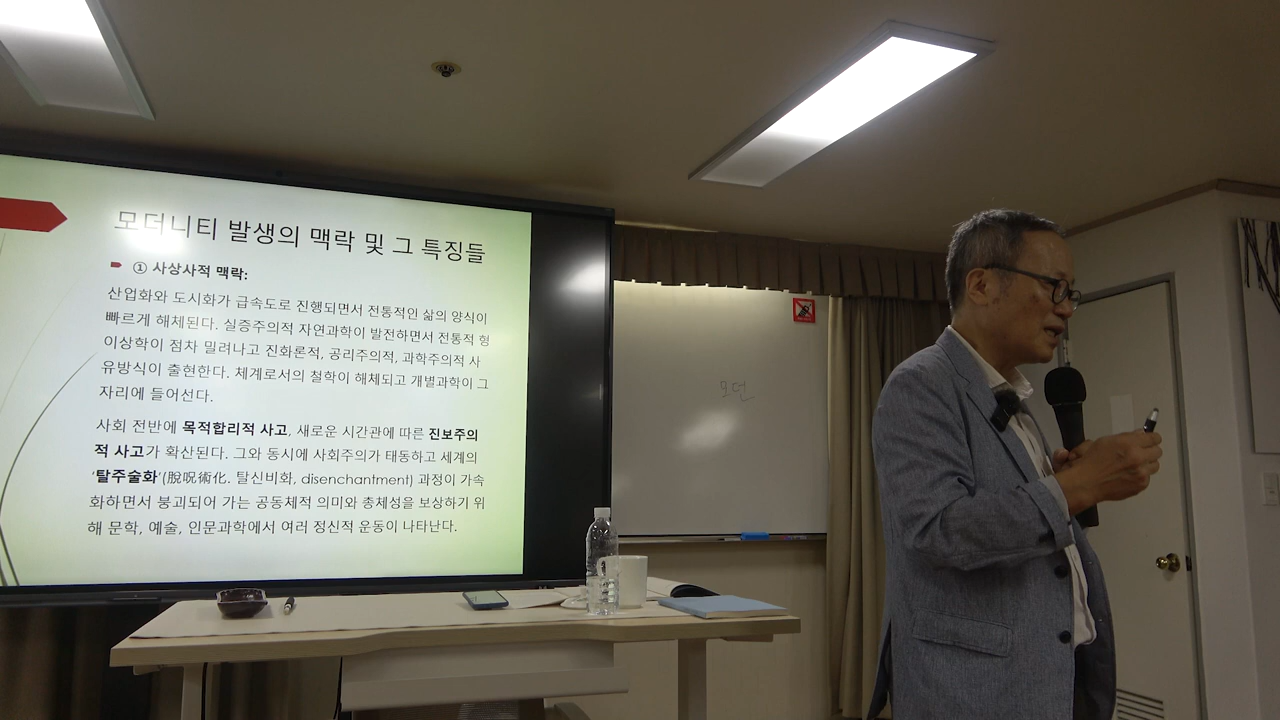 모더니티 발생의 맥락 및 그 특징들
① 사상사적 맥락:
산업화와 도시화가 급속도로 진행되면서 전통적인 삶의 양식이
빠르게 해체된다. 실증주의적 자연과학이 발전하면서 전통적 형
이상학이 점차 밀려나고 진화론적, 공리주의적, 과학주의적 사
유방식이 출현한다. 체계로서의 철학이 해체되고 개별과학이 그
자리에 들어선다.
사회 전반에 목적합리적 사고, 새로운 시간관에 따른 진보주의
적 사고가 확산된다. 그와 동시에 사회주의가 태동하고 세계의
‘탈주술화’(脫呪術化. 탈신비화, disenchantment) 과정이 가속
화하면서 붕괴되어 가는 공동체적 의미와 총체성을 보상하기 위
해 문학, 예술, 인문과학에서 여러 정신적 운동이 나타난다.
모던